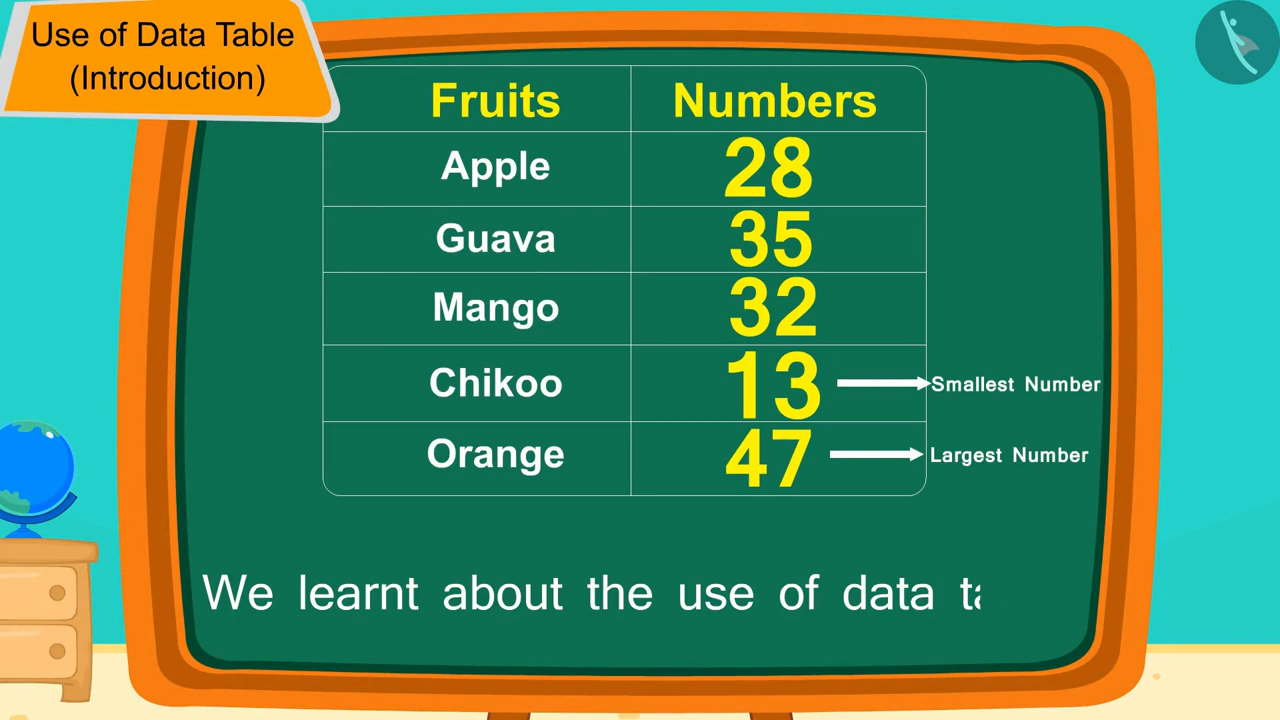 Use of Data Table
(Introduction)
Fruits Numbers
Apple 28
Guava 35
Mango 32
Chikoo 13 Smallest Number
Orange 47 Largest Number
We learnt about the use of data